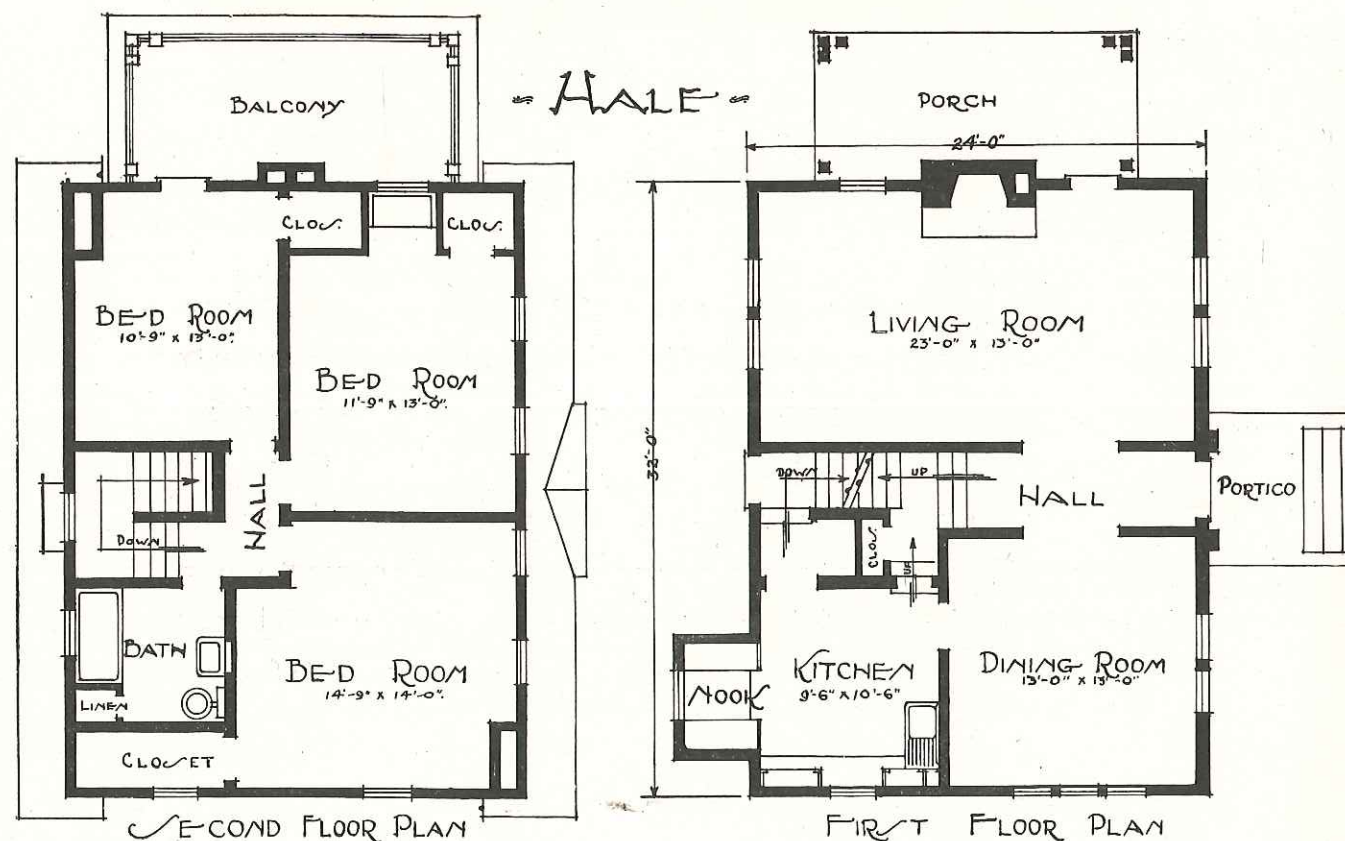 - HALE -
BALCONY
CLOS.
CLOS.
BED ROOM
10'-9" x 13'-0".
BED ROOM
11'-9" x 13'-0".
HALL
DOWN
BATH
LINEN
BED ROOM
14'-9" x 14'-0".
CLOSET
SECOND FLOOR PLAN
PORCH
24'-0"
LIVING ROOM
23'-0" x 13'-0"
32'-0"
DOWN
UP
HALL
PORTICO
CLOS.
UP
KITCHEN
9'-6" x 10'-6"
NOOK
DINING ROOM
13'-0" x 13'-0"
FIRST FLOOR PLAN